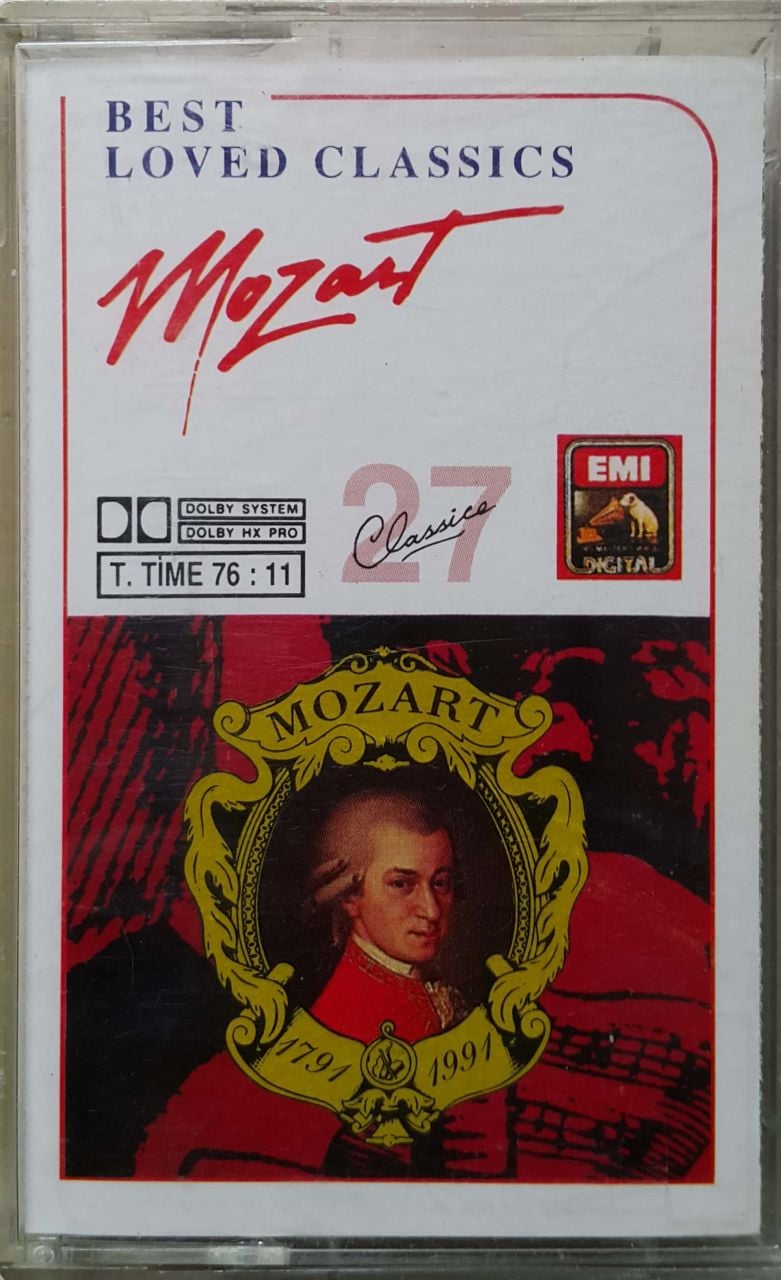 BEST
LOVED CLASSICS
Mozart
27
Classics
EMI
DIGITAL
DOLBY SYSTEM
DOLBY HX PRO
T. TİME 76 : 11
MOZART
1791 1991